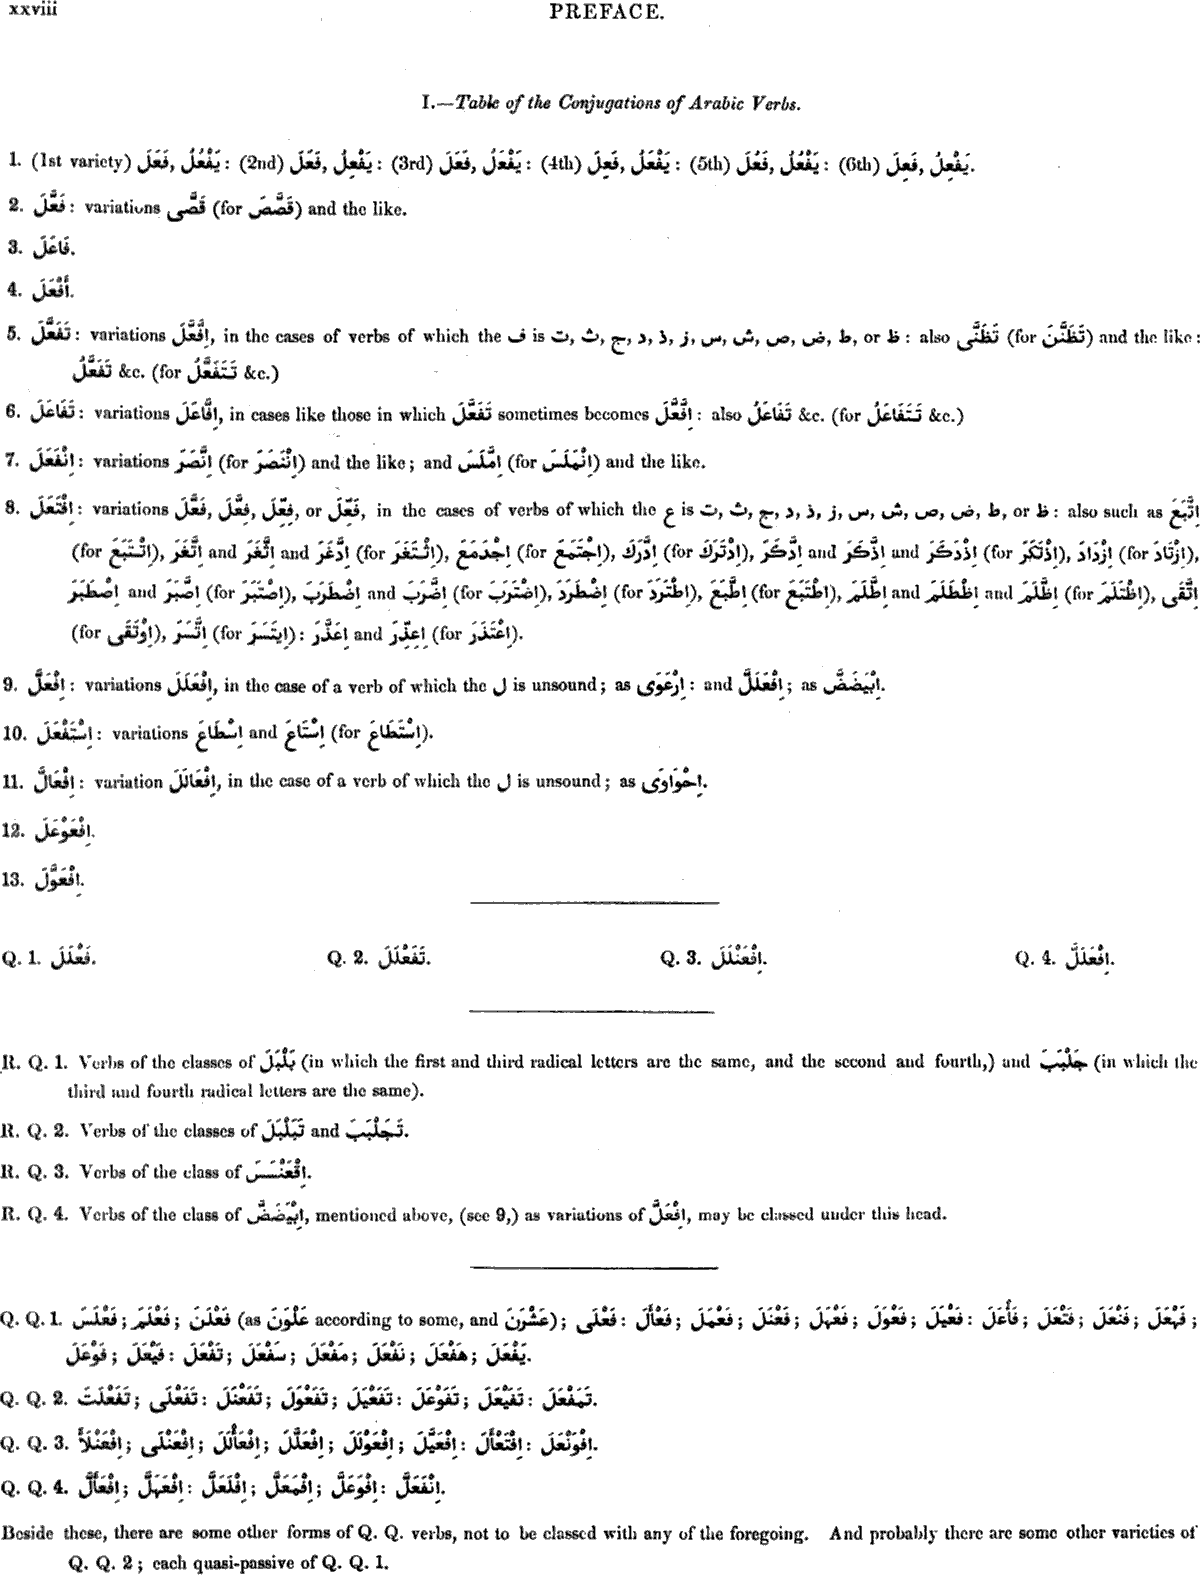 xxviii PREFACE.
I.—Table of the Conjugations of Arabic Verbs.
1. (1st variety) فَعَلَ, يَفْعُلُ : (2nd) فَعَلَ, يَفْعِلُ : (3rd) فَعَلَ, يَفْعَلُ : (4th) فَعِلَ, يَفْعَلُ : (5th) فَعُلَ, يَفْعُلُ : (6th) فَعِلَ, يَفْعِلُ.
2. فَعَّلَ : variations قَصَّى (for قَصَّصَ) and the like.
3. فَاعَلَ.
4. أَفْعَلَ.
5. تَفَعَّلَ : variations اِفَّعَّلَ, in the cases of verbs of which the ف is ت, ث, ج, د, ذ, ز, س, ش, ص, ض, ط, or ظ : also تَظَنَّى (for تَظَنَّنَ) and the like :
تَفَعَّلُ &c. (for تَتَفَعَّلُ &c.)
6. تَفَاعَلَ : variations اِفَّاعَلَ, in cases like those in which تَفَعَّلَ sometimes becomes اِفَّعَّلَ : also تَفَاعَلُ &c. (for تَتَفَاعَلُ &c.)
7. اِنْفَعَلَ : variations اِنَّصَرَ (for اِنْنَصَرَ) and the like; and اِمَّلَسَ (for اِنْمَلَسَ) and the like.
8. اِفْتَعَلَ : variations فَعَّلَ, فِعَّلَ, فِعِّلَ, or فَعِّلَ, in the cases of verbs of which the ع is ت, ث, ج, د, ذ, ز, س, ش, ص, ض, ط, or ظ : also such as اِتَّبَعَ
(for اِتْتَبَعَ), اِتَّغَرَ and اِثَّغَرَ and اِدَّغَرَ (for اِثْتَغَرَ), اِجْدَمَعَ (for اِجْتَمَعَ), اِدَّرَكَ (for اِدْتَرَكَ), اِدَّكَرَ and اِذَّكَرَ and اِذْدَكَرَ (for اِذْتَكَرَ), اِزْدَادَ (for اِزْتَادَ),
اِصْطَبَرَ and اِصَّبَرَ (for اِصْتَبَرَ), اِضْطَرَبَ and اِضَّرَبَ (for اِضْتَرَبَ), اِضْطَرَدَ (for اِطْتَرَدَ), اِطَّبَعَ (for اِطْتَبَعَ), اِطَّلَمَ and اِظْطَلَمَ and اِظَّلَمَ (for اِظْتَلَمَ), اِتَّقَى
(for اِوْتَقَى), اِتَّسَرَ (for اِيتَسَرَ) : اِعَذَّرَ and اِعِذِّرَ (for اِعْتَذَرَ).
9. اِفْعَلَّ : variations اِفْعَلَلَ, in the case of a verb of which the ل is unsound; as اِرْعَوَى : and اِفْعَلَلَّ; as اِبْيَضَضَّ.
10. اِسْتَفْعَلَ : variations اِسْطَاعَ and اِسْتَاعَ (for اِسْتَطَاعَ).
11. اِفْعَالَّ : variation اِفْعَالَلَ, in the case of a verb of which the ل is unsound; as اِحْوَاوَى.
12. اِفْعَوْعَلَ.
13. اِفْعَوَّلَ.
Q. 1. فَعْلَلَ. Q. 2. تَفَعْلَلَ. Q. 3. اِفْعَنْلَلَ. Q. 4. اِفْعَلَلَّ.
R. Q. 1. Verbs of the classes of بَلْبَلَ (in which the first and third radical letters are the same, and the second and fourth,) and جَلْبَبَ (in which the
third and fourth radical letters are the same).
R. Q. 2. Verbs of the classes of تَبَلْبَلَ and تَجَلْبَبَ.
R. Q. 3. Verbs of the class of اِقْعَنْسَسَ.
R. Q. 4. Verbs of the class of اِبْيَضَضَّ, mentioned above, (see 9,) as variations of اِفْعَلَّ, may be classed under this head.
Q. Q. 1. فَعْلَسَ; فَعْلَمَ; فَعْلَنَ (as عَلْوَنَ according to some, and عَشْرَنَ); فَعْلَى : فَعْأَلَ; فَعْمَلَ; فَعْنَلَ; فَعْهَلَ; فَعْوَلَ; فَعْيَلَ : فَأْعَلَ; فَتْعَلَ; فَنْعَلَ; فَهْعَلَ;
فَوْعَلَ; فَيْعَلَ : تَفْعَلَ; سَفْعَلَ; مَفْعَلَ; نَفْعَلَ; هَفْعَلَ; يَفْعَلَ.
Q. Q. 2. تَفَعْلَتَ; تَفَعْلَى : تَفَعْنَلَ; تَفَعْوَلَ; تَفَعْيَلَ : تَفَوْعَلَ; تَفَيْعَلَ : تَمَفْعَلَ.
Q. Q. 3. اِفْعَنْلَأَ; اِفْعَنْلَى; اِفْعَأْلَلَ; اِفْعَلَّلَ; اِفْعَوْلَلَ; اِفْعَيَّلَ : اِفْتَعْأَلَ : اِفْوَنْعَلَ.
Q. Q. 4. اِفْعَأَلَّ; اِفْعَهَلَّ : اِفْلَعَلَّ; اِفْمَعَلَّ; اِفْوَعَلَّ : اِنْفَعَلَّ.
Beside these, there are some other forms of Q. Q. verbs, not to be classed with any of the foregoing. And probably there are some other varieties of
Q. Q. 2; each quasi-passive of Q. Q. 1.